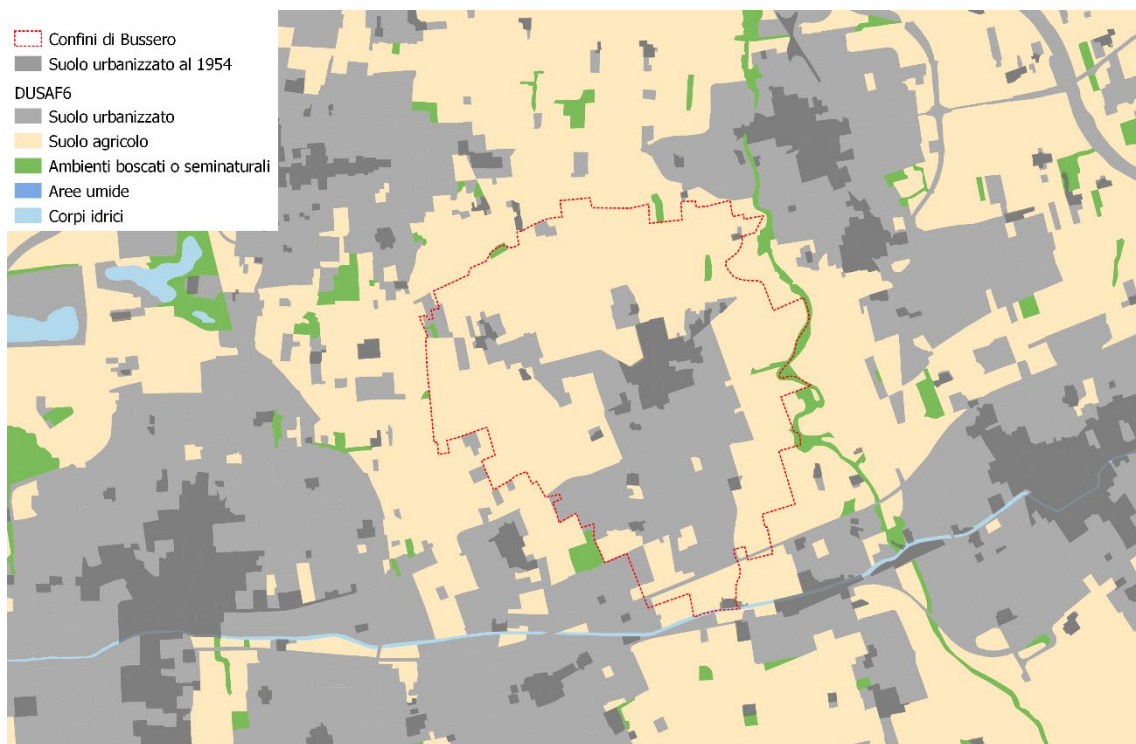 Confini di Bussero
Suolo urbanizzato al 1954
DUSAF6
Suolo urbanizzato
Suolo agricolo
Ambienti boscati o seminaturali
Aree umide
Corpi idrici